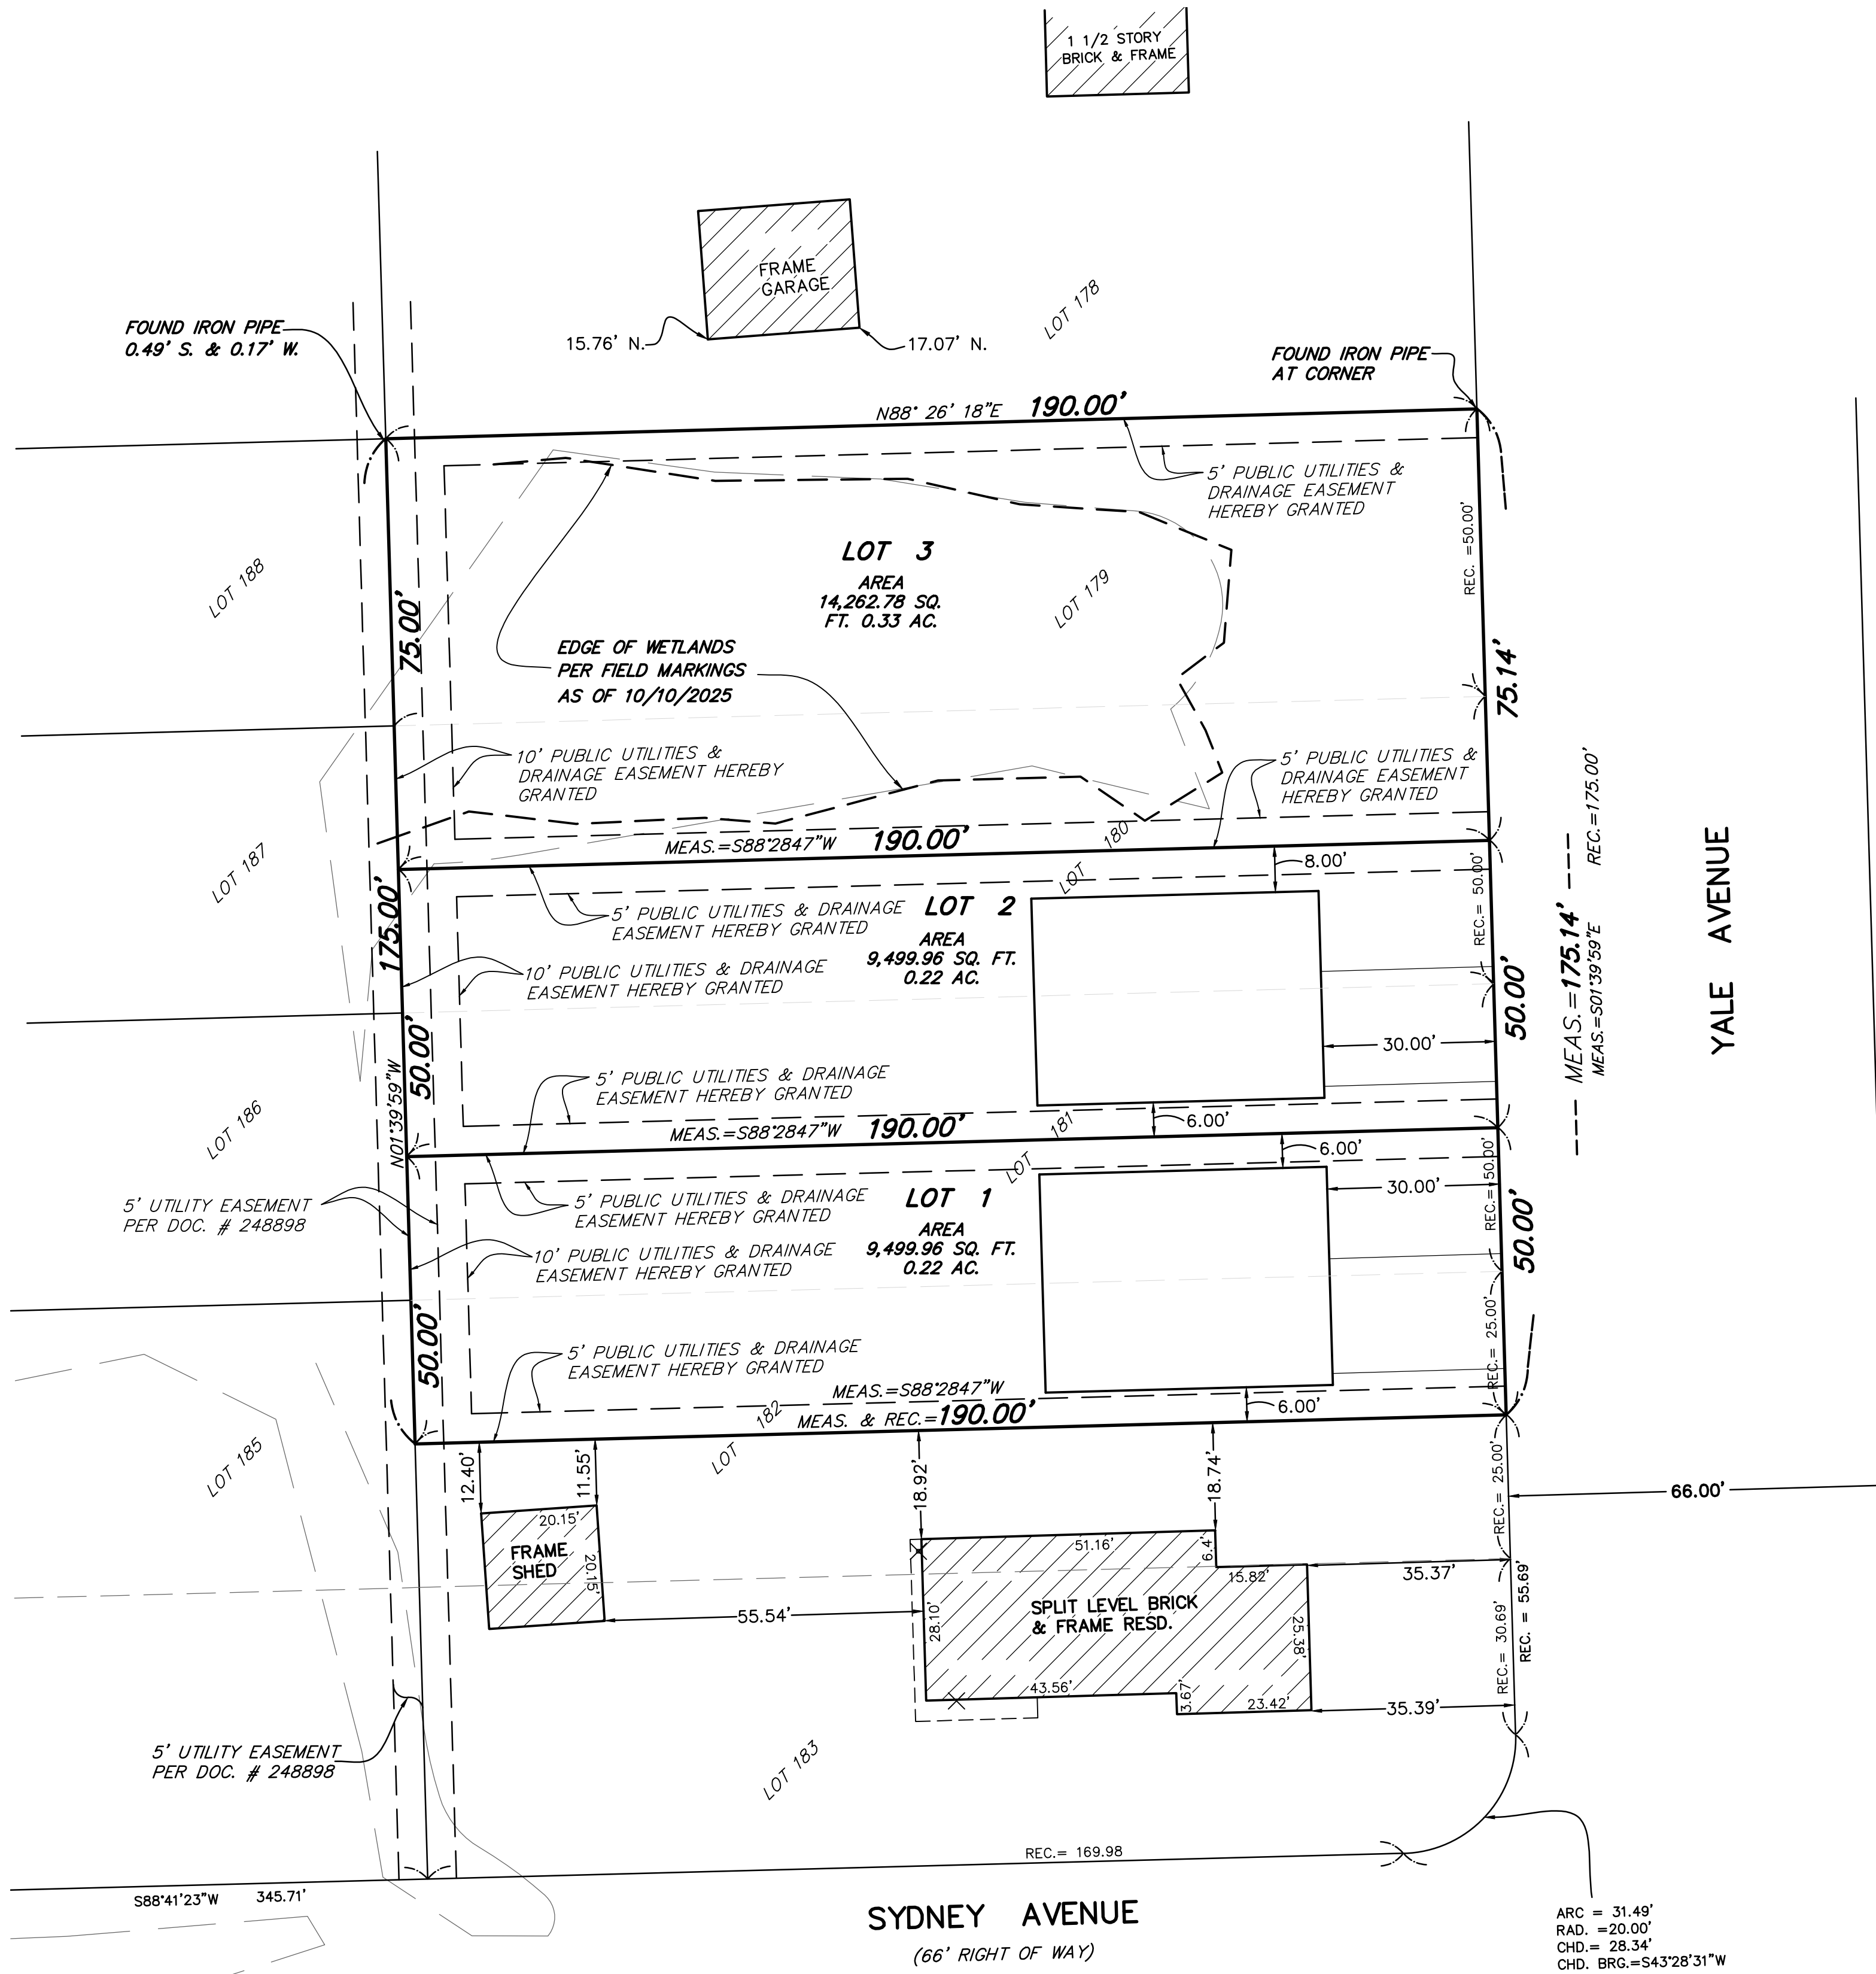 1 1/2 STORY
BRICK & FRAME
FRAME
GARAGE
15.76' N.
17.07' N.
LOT 178
FOUND IRON PIPE
0.49' S. & 0.17' W.
FOUND IRON PIPE
AT CORNER
N88° 26' 18"E 190.00'
5' PUBLIC UTILITIES &
DRAINAGE EASEMENT
HEREBY GRANTED
REC. =50.00'
LOT 3
AREA
14,262.78 SQ.
FT. 0.33 AC.
LOT 179
LOT 188
75.00'
EDGE OF WETLANDS
PER FIELD MARKINGS
AS OF 10/10/2025
75.14'
10' PUBLIC UTILITIES &
DRAINAGE EASEMENT HEREBY
GRANTED
5' PUBLIC UTILITIES &
DRAINAGE EASEMENT
HEREBY GRANTED
MEAS.=S88°2847"W 190.00'
LOT 180
LOT 187
8.00'
REC.= 50.00'
MEAS.=175.14'
MEAS.=S01°39'59"E
REC.=175.00'
YALE AVENUE
175.00'
5' PUBLIC UTILITIES & DRAINAGE
EASEMENT HEREBY GRANTED
LOT 2
AREA
9,499.96 SQ. FT.
0.22 AC.
10' PUBLIC UTILITIES & DRAINAGE
EASEMENT HEREBY GRANTED
50.00'
50.00'
30.00'
N01°39'59"W
5' PUBLIC UTILITIES & DRAINAGE
EASEMENT HEREBY GRANTED
LOT 186
MEAS.=S88°2847"W 190.00'
6.00'
LOT 181
6.00'
REC.= 50.00'
30.00'
5' UTILITY EASEMENT
PER DOC. # 248898
5' PUBLIC UTILITIES & DRAINAGE
EASEMENT HEREBY GRANTED
LOT 1
AREA
9,499.96 SQ. FT.
0.22 AC.
10' PUBLIC UTILITIES & DRAINAGE
EASEMENT HEREBY GRANTED
50.00'
50.00'
REC.= 25.00'
5' PUBLIC UTILITIES & DRAINAGE
EASEMENT HEREBY GRANTED
MEAS.=S88°2847"W
MEAS. & REC.=190.00'
6.00'
LOT 182
LOT 185
12.40'
11.55'
18.92'
18.74'
REC.= 25.00'
66.00'
20.15'
FRAME
SHED
20.15'
51.16'
6.4'
15.82'
35.37'
55.54'
28.10'
SPLIT LEVEL BRICK
& FRAME RESD.
25.38'
REC.= 30.69'
REC. = 55.69'
43.56'
3.67'
23.42'
35.39'
5' UTILITY EASEMENT
PER DOC. # 248898
LOT 183
REC.= 169.98
S88°41'23"W 345.71'
SYDNEY AVENUE
(66' RIGHT OF WAY)
ARC = 31.49'
RAD. =20.00'
CHD.= 28.34'
CHD. BRG.=S43°28'31"W